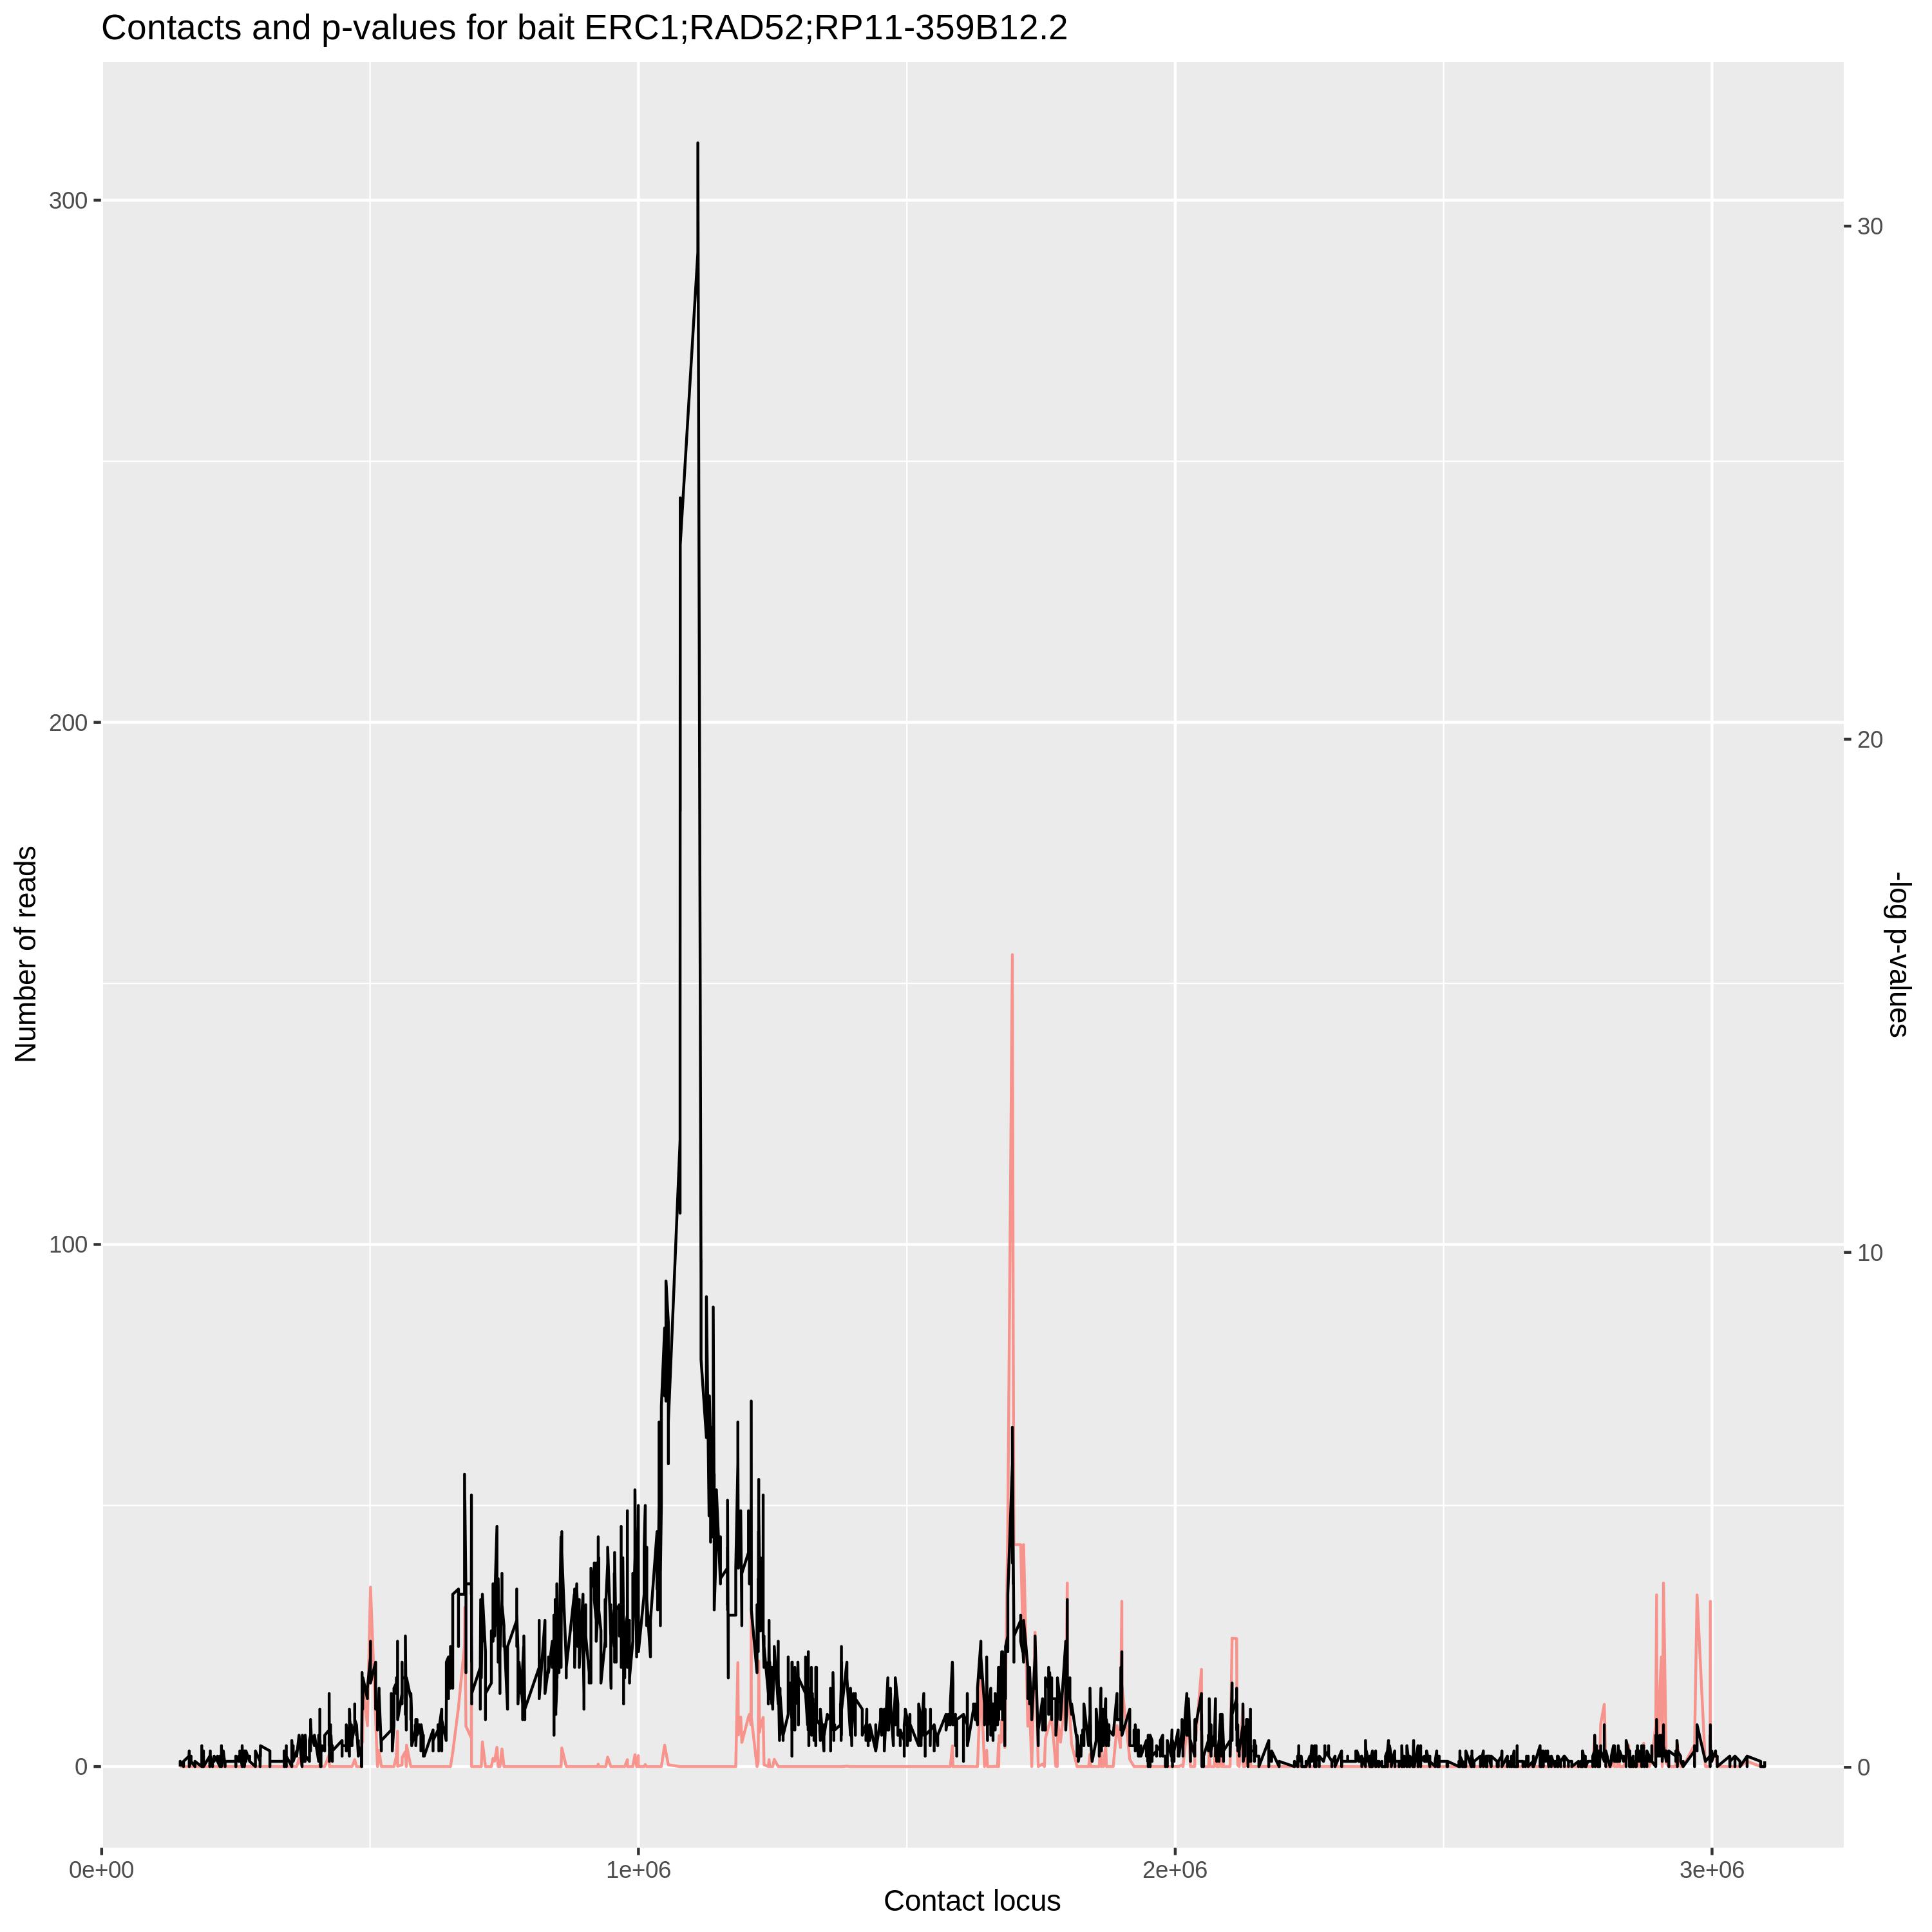 Contacts and p-values for bait ERC1;RAD52;RP11-359B12.2
300
200
100
0
Number of reads
30
20
10
0
-log p-values
0e+00
1e+06
2e+06
3e+06
Contact locus